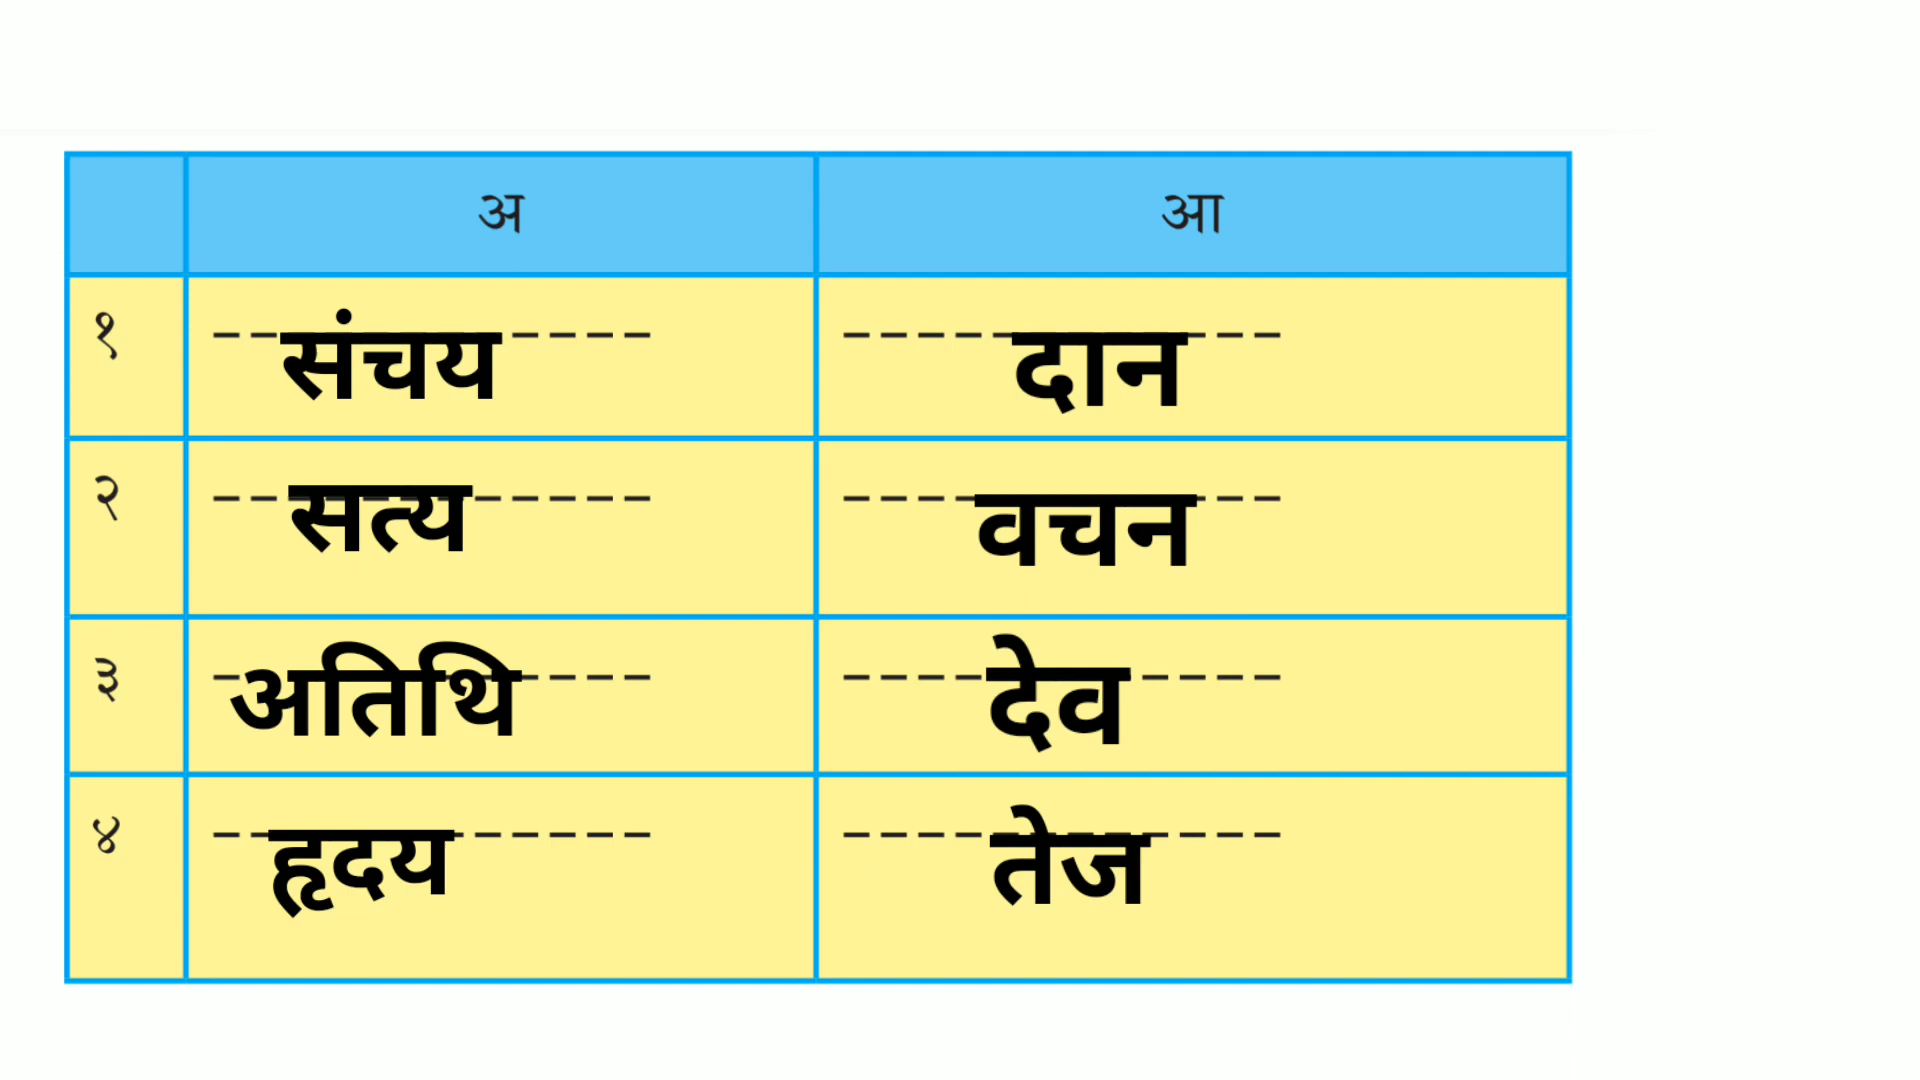 अ आ
१ संचय दान
२ सत्य वचन
३ अतिथि देव
४ हृदय तेज